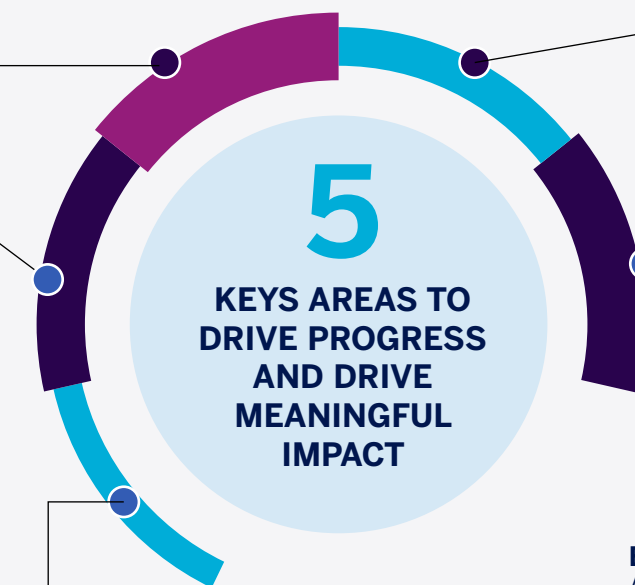 5
KEYS AREAS TO
DRIVE PROGRESS
AND DRIVE
MEANINGFUL
IMPACT